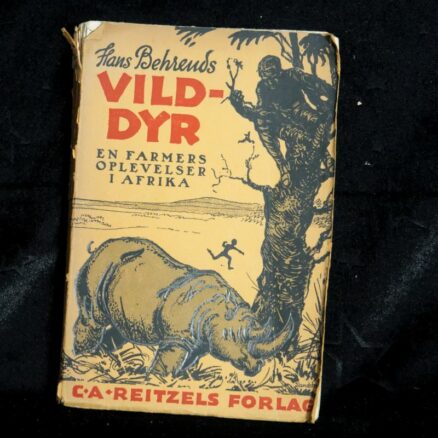 Hans Behrends
VILD-
DYR
EN FARMERS
OPLEVELSER
I AFRIKA
C·A·REITZELS FORLAG